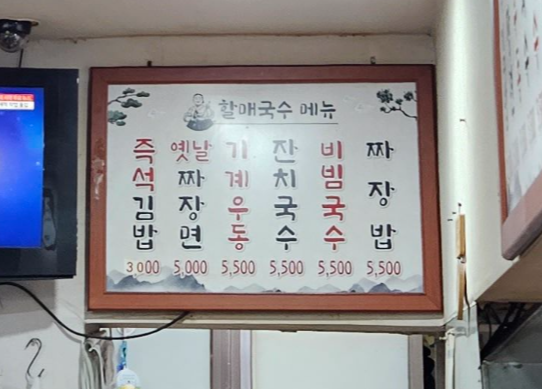 할매국수 메뉴
즉석김밥 3000
옛날짜장면 5,000
기계우동 5,500
잔치국수 5,500
비빔국수 5,500
짜장밥 5,500